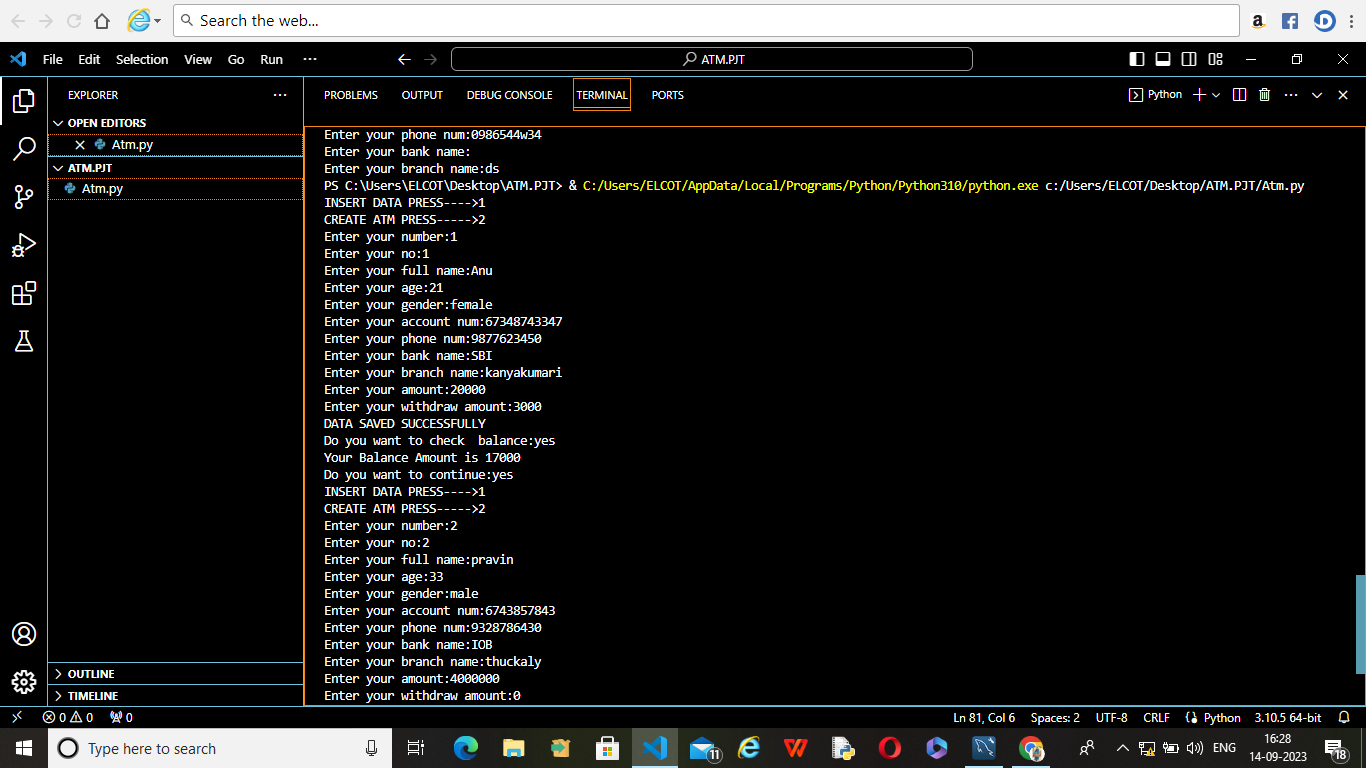 Search the web...
File Edit Selection View Go Run ···
ATM.PJT
EXPLORER ···
PROBLEMS OUTPUT DEBUG CONSOLE TERMINAL PORTS
Python
OPEN EDITORS
Atm.py
ATM.PJT
Atm.py
Enter your phone num:0986544w34
Enter your bank name:
Enter your branch name:ds
PS C:\Users\ELCOT\Desktop\ATM.PJT> & C:/Users/ELCOT/AppData/Local/Programs/Python/Python310/python.exe c:/Users/ELCOT/Desktop/ATM.PJT/Atm.py
INSERT DATA PRESS---->1
CREATE ATM PRESS----->2
Enter your number:1
Enter your no:1
Enter your full name:Anu
Enter your age:21
Enter your gender:female
Enter your account num:67348743347
Enter your phone num:9877623450
Enter your bank name:SBI
Enter your branch name:kanyakumari
Enter your amount:20000
Enter your withdraw amount:3000
DATA SAVED SUCCESSFULLY
Do you want to check  balance:yes
Your Balance Amount is 17000
Do you want to continue:yes
INSERT DATA PRESS---->1
CREATE ATM PRESS----->2
Enter your number:2
Enter your no:2
Enter your full name:pravin
Enter your age:33
Enter your gender:male
Enter your account num:6743857843
Enter your phone num:9328786430
Enter your bank name:IOB
Enter your branch name:thuckaly
Enter your amount:4000000
Enter your withdraw amount:0
OUTLINE
TIMELINE
0 0 0 Ln 81, Col 6 Spaces: 2 UTF-8 CRLF Python 3.10.5 64-bit
Type here to search
11
ENG
16:28
14-09-2023
18